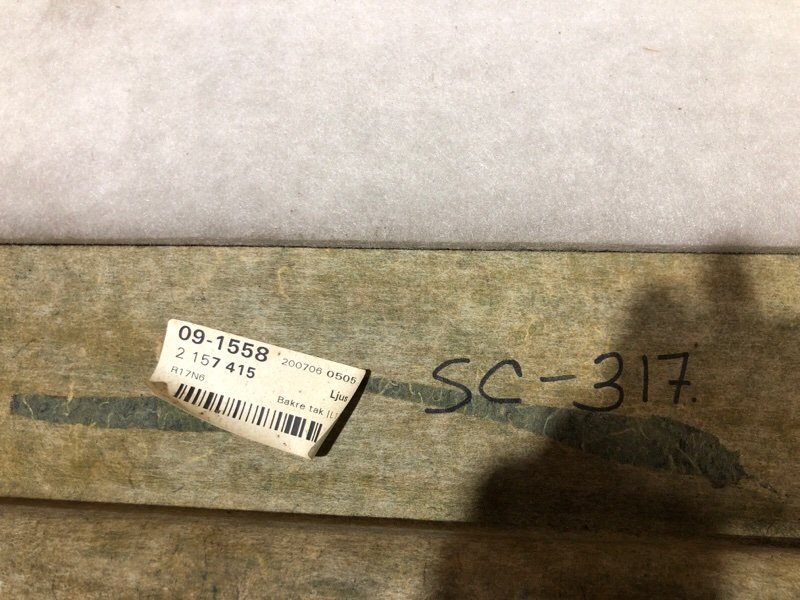 09-1558 200706 0505
2 157 415
R17N6 Ljus
Bakre tak
SC-317.